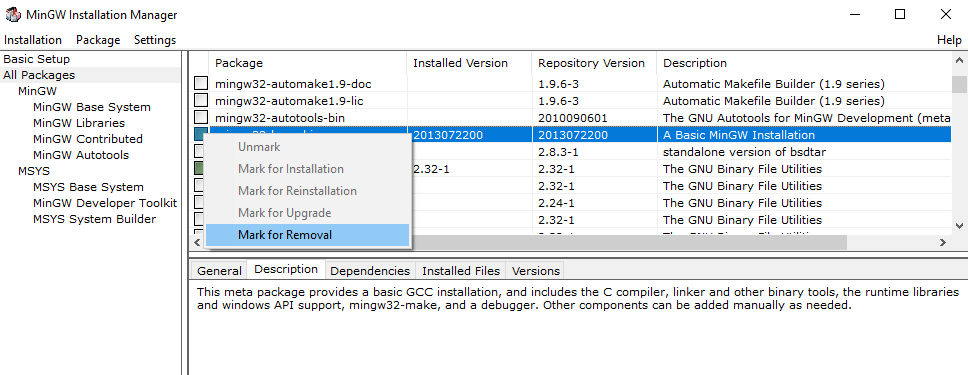 MinGW Installation Manager
Installation Package Settings Help
Basic Setup
All Packages
MinGW
MinGW Base System
MinGW Libraries
MinGW Contributed
MinGW Autotools
MSYS
MSYS Base System
MinGW Developer Toolkit
MSYS System Builder
Package Installed Version Repository Version Description
mingw32-automake1.9-doc 1.9.6-3 Automatic Makefile Builder (1.9 series)
mingw32-automake1.9-lic 1.9.6-3 Automatic Makefile Builder (1.9 series)
mingw32-autotools-bin 2010090601 The GNU Autotools for MinGW Development (meta
2013072200 2013072200 A Basic MinGW Installation
2.8.3-1 standalone version of bsdtar
2.32-1 2.32-1 The GNU Binary File Utilities
2.32-1 The GNU Binary File Utilities
2.24-1 The GNU Binary File Utilities
2.32-1 The GNU Binary File Utilities
Unmark
Mark for Installation
Mark for Reinstallation
Mark for Upgrade
Mark for Removal
General Description Dependencies Installed Files Versions
This meta package provides a basic GCC installation, and includes the C compiler, linker and other binary tools, the runtime libraries
and windows API support, mingw32-make, and a debugger. Other components can be added manually as needed.